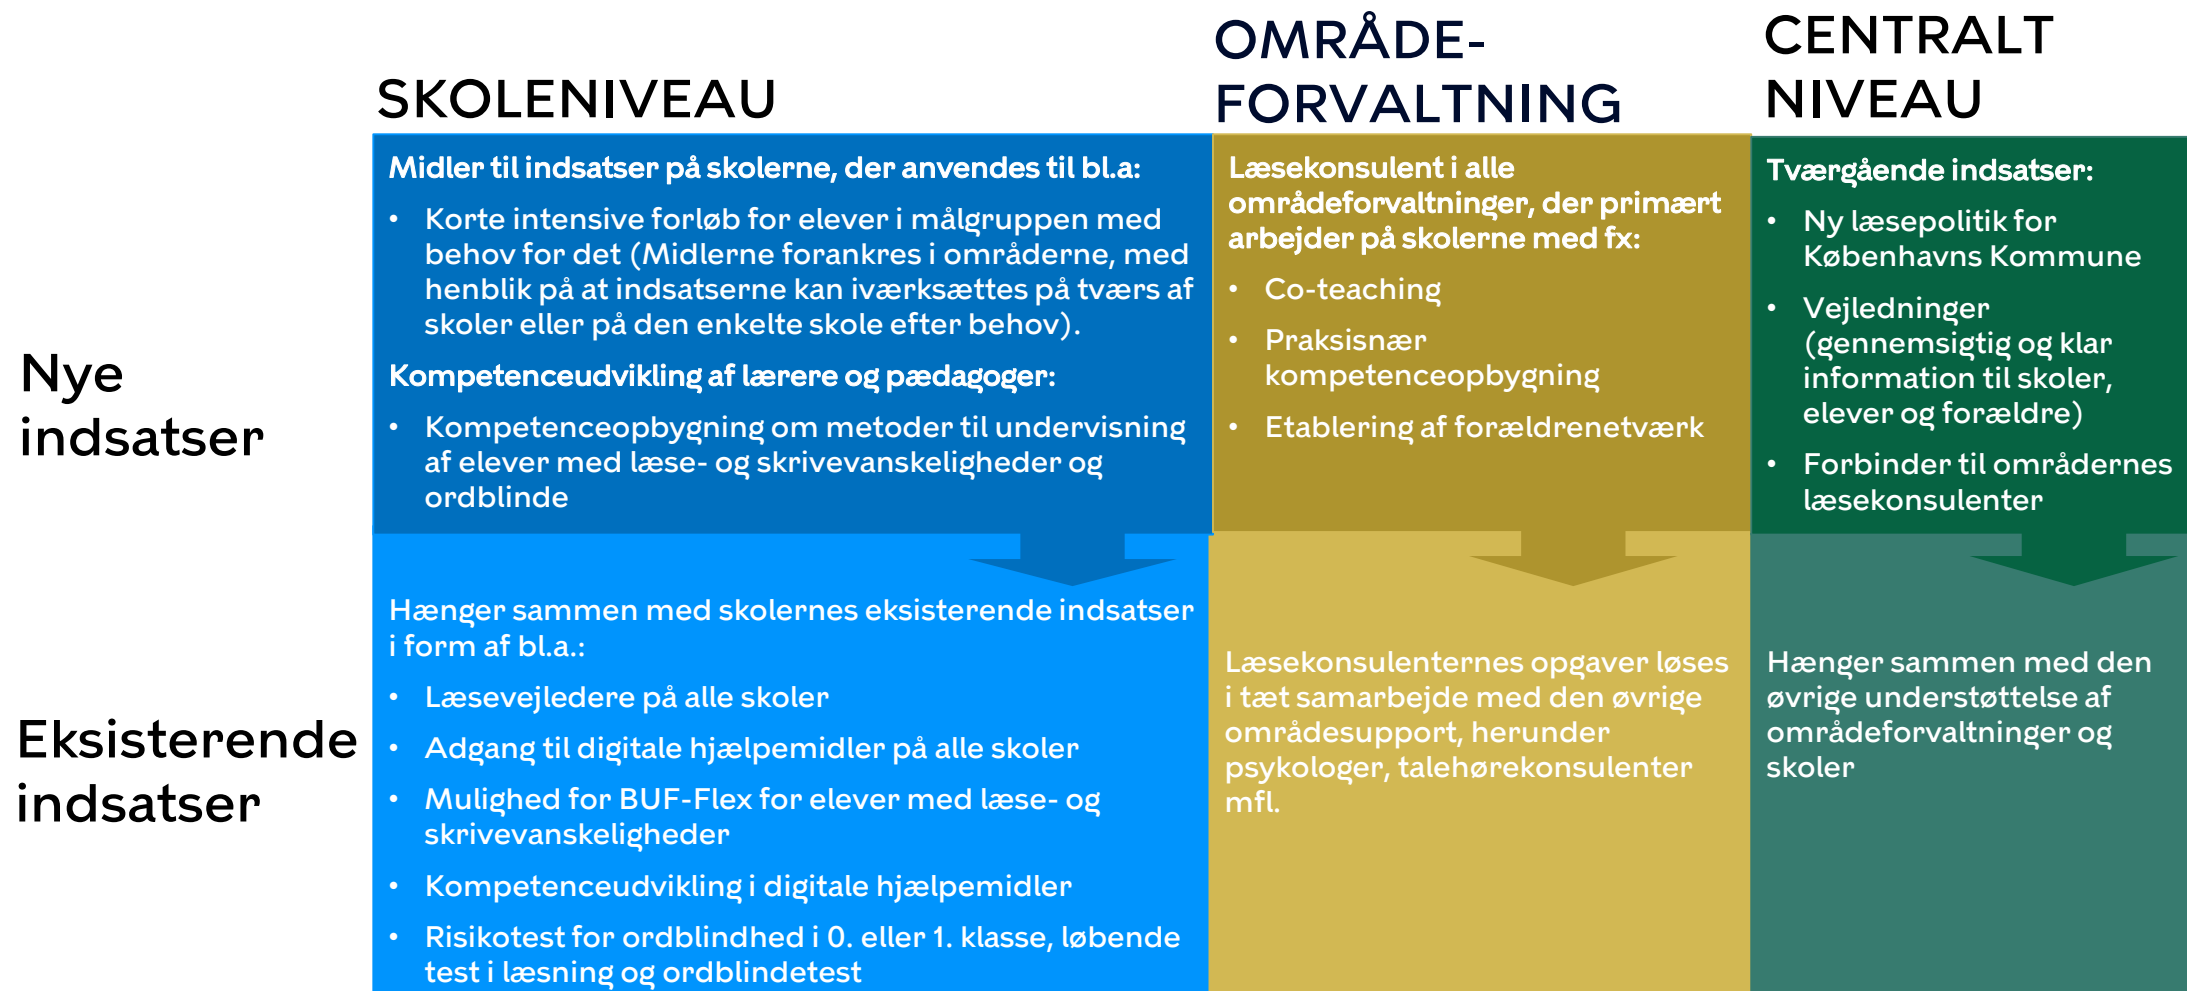 SKOLENIVEAU
OMRÅDE-
FORVALTNING
CENTRALT
NIVEAU
Nye
indsatser
Midler til indsatser på skolerne, der anvendes til bl.a:
• Korte intensive forløb for elever i målgruppen med
behov for det (Midlerne forankres i områderne, med
henblik på at indsatserne kan iværksættes på tværs af
skoler eller på den enkelte skole efter behov).
Kompetenceudvikling af lærere og pædagoger:
• Kompetenceopbygning om metoder til undervisning
af elever med læse- og skrivevanskeligheder og
ordblinde
Læsekonsulent i alle
områdeforvaltninger, der primært
arbejder på skolerne med fx:
• Co-teaching
• Praksisnær
kompetenceopbygning
• Etablering af forældrenetværk
Tværgående indsatser:
• Ny læsepolitik for
Københavns Kommune
• Vejledninger
(gennemsigtig og klar
information til skoler,
elever og forældre)
• Forbinder til områdernes
læsekonsulenter
Eksisterende
indsatser
Hænger sammen med skolernes eksisterende indsatser
i form af bl.a.:
• Læsevejledere på alle skoler
• Adgang til digitale hjælpemidler på alle skoler
• Mulighed for BUF-Flex for elever med læse- og
skrivevanskeligheder
• Kompetenceudvikling i digitale hjælpemidler
• Risikotest for ordblindhed i 0. eller 1. klasse, løbende
test i læsning og ordblindetest
Læsekonsulenternes opgaver løses
i tæt samarbejde med den øvrige
områdesupport, herunder
psykologer, talehørekonsulenter
mfl.
Hænger sammen med den
øvrige understøttelse af
områdeforvaltninger og
skoler